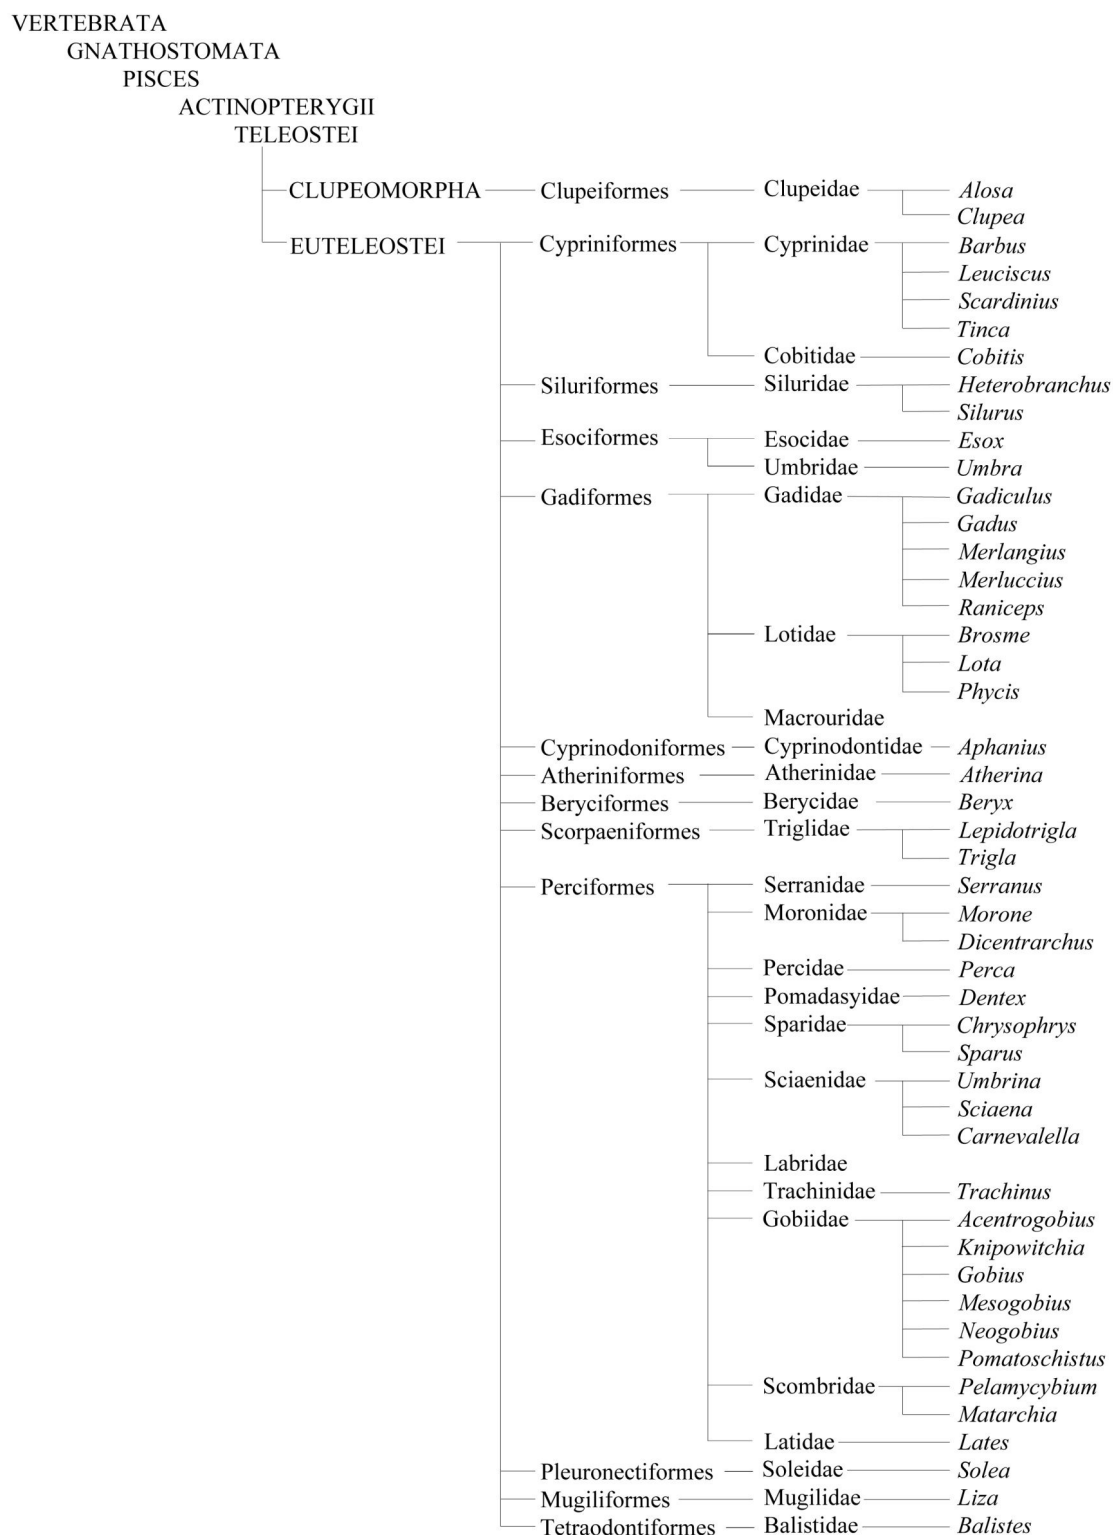 VERTEBRATA
GNATHOSTOMATA
PISCES
ACTINOPTERYGII
TELEOSTEI
CLUPEOMORPHA Clupeiformes Clupeidae Alosa
Clupea
EUTELEOSTEI Cypriniformes Cyprinidae Barbus
Leuciscus
Scardinius
Tinca
Cobitidae Cobitis
Siluriformes Siluridae Heterobranchus
Silurus
Esociformes Esocidae Esox
Umbridae Umbra
Gadiformes Gadidae Gadiculus
Gadus
Merlangius
Merluccius
Raniceps
Lotidae Brosme
Lota
Phycis
Macrouridae
Cyprinodoniformes Cyprinodontidae Aphanius
Atheriniformes Atherinidae Atherina
Beryciformes Berycidae Beryx
Scorpaeniformes Triglidae Lepidotrigla
Trigla
Perciformes Serranidae Serranus
Moronidae Morone
Dicentrarchus
Percidae Perca
Pomadasyidae Dentex
Sparidae Chrysophrys
Sparus
Sciaenidae Umbrina
Sciaena
Carnevalella
Labridae
Trachinidae Trachinus
Gobiidae Acentrogobius
Knipowitchia
Gobius
Mesogobius
Neogobius
Pomatoschistus
Scombridae Pelamycybium
Matarchia
Latidae Lates
Pleuronectiformes Soleidae Solea
Mugiliformes Mugilidae Liza
Tetraodontiformes Balistidae Balistes